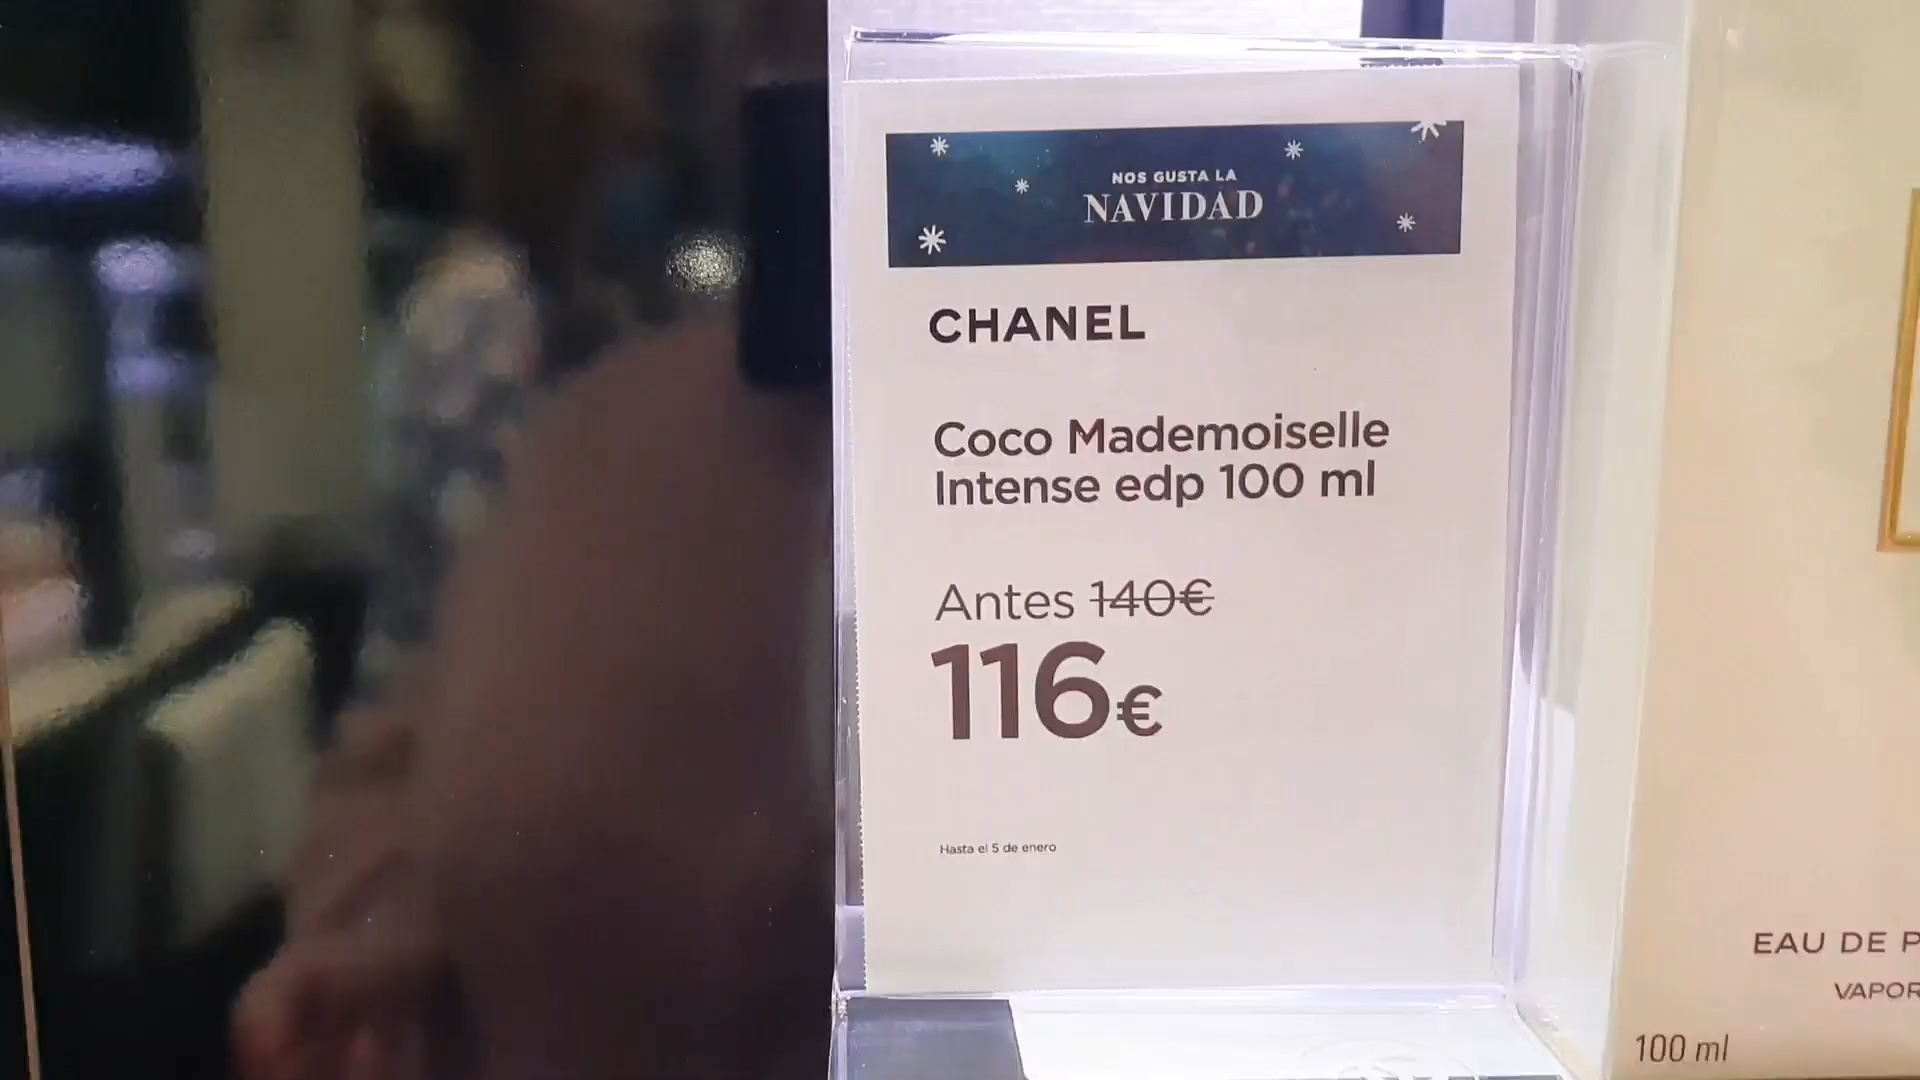 NOS GUSTA LA
NAVIDAD
CHANEL
Coco Mademoiselle
Intense edp 100 ml
Antes 140€
116€
Hasta el 5 de enero
EAU DE P
VAPOR
100 ml